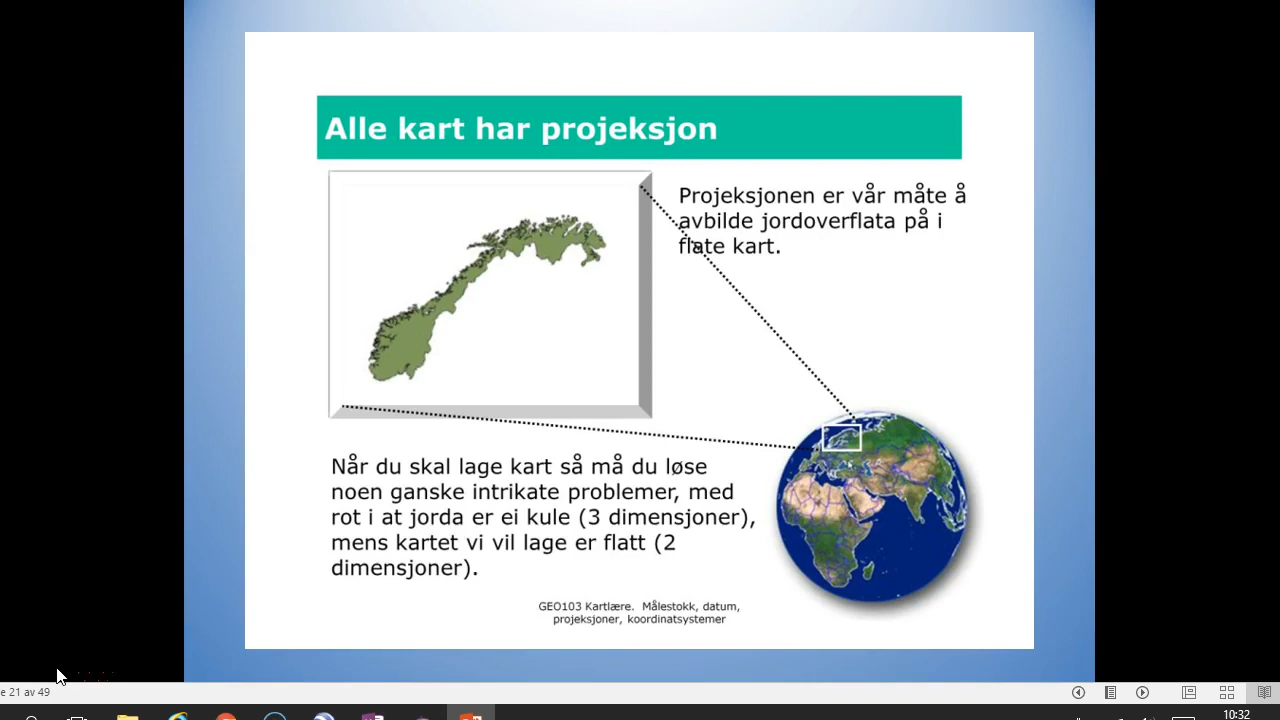 Alle kart har projeksjon
Projeksjonen er vår måte å
avbilde jordoverflata på i
flate kart.
Når du skal lage kart så må du løse
noen ganske intrikate problemer, med
rot i at jorda er ei kule (3 dimensjoner),
mens kartet vi vil lage er flatt (2
dimensjoner).
GEO103 Kartlære. Målestokk, datum,
projeksjoner, koordinatsystemer
e 21 av 49
10:32